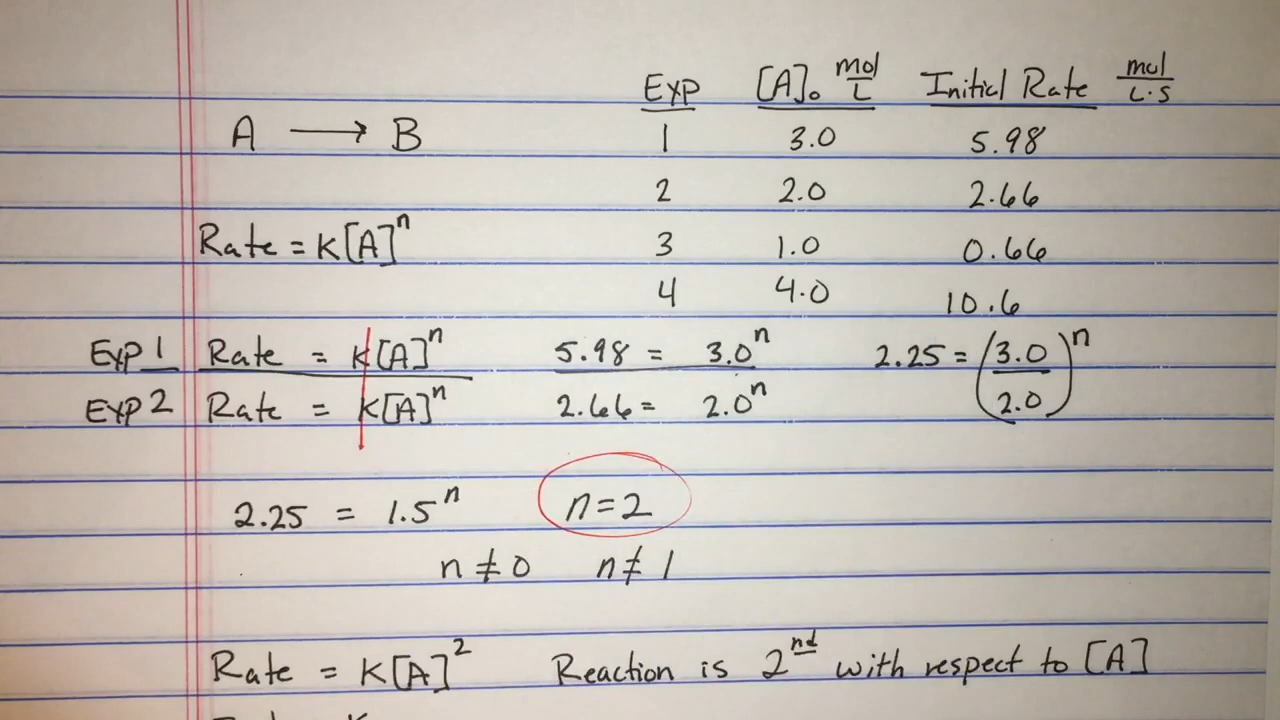 Exp [A]₀ mol/L Initial Rate mol/L·s
A ⟶ B 1 3.0 5.98
2 2.0 2.66
Rate = K[A]ⁿ 3 1.0 0.66
4 4.0 10.6
Exp 1 Rate = K[A]ⁿ 5.98 = 3.0ⁿ 2.25 = (3.0/2.0)ⁿ
Exp 2 Rate = K[A]ⁿ 2.66 = 2.0ⁿ
2.25 = 1.5ⁿ n=2
n ≠ 0 n ≠ 1
Rate = K[A]² Reaction is 2nd with respect to [A]